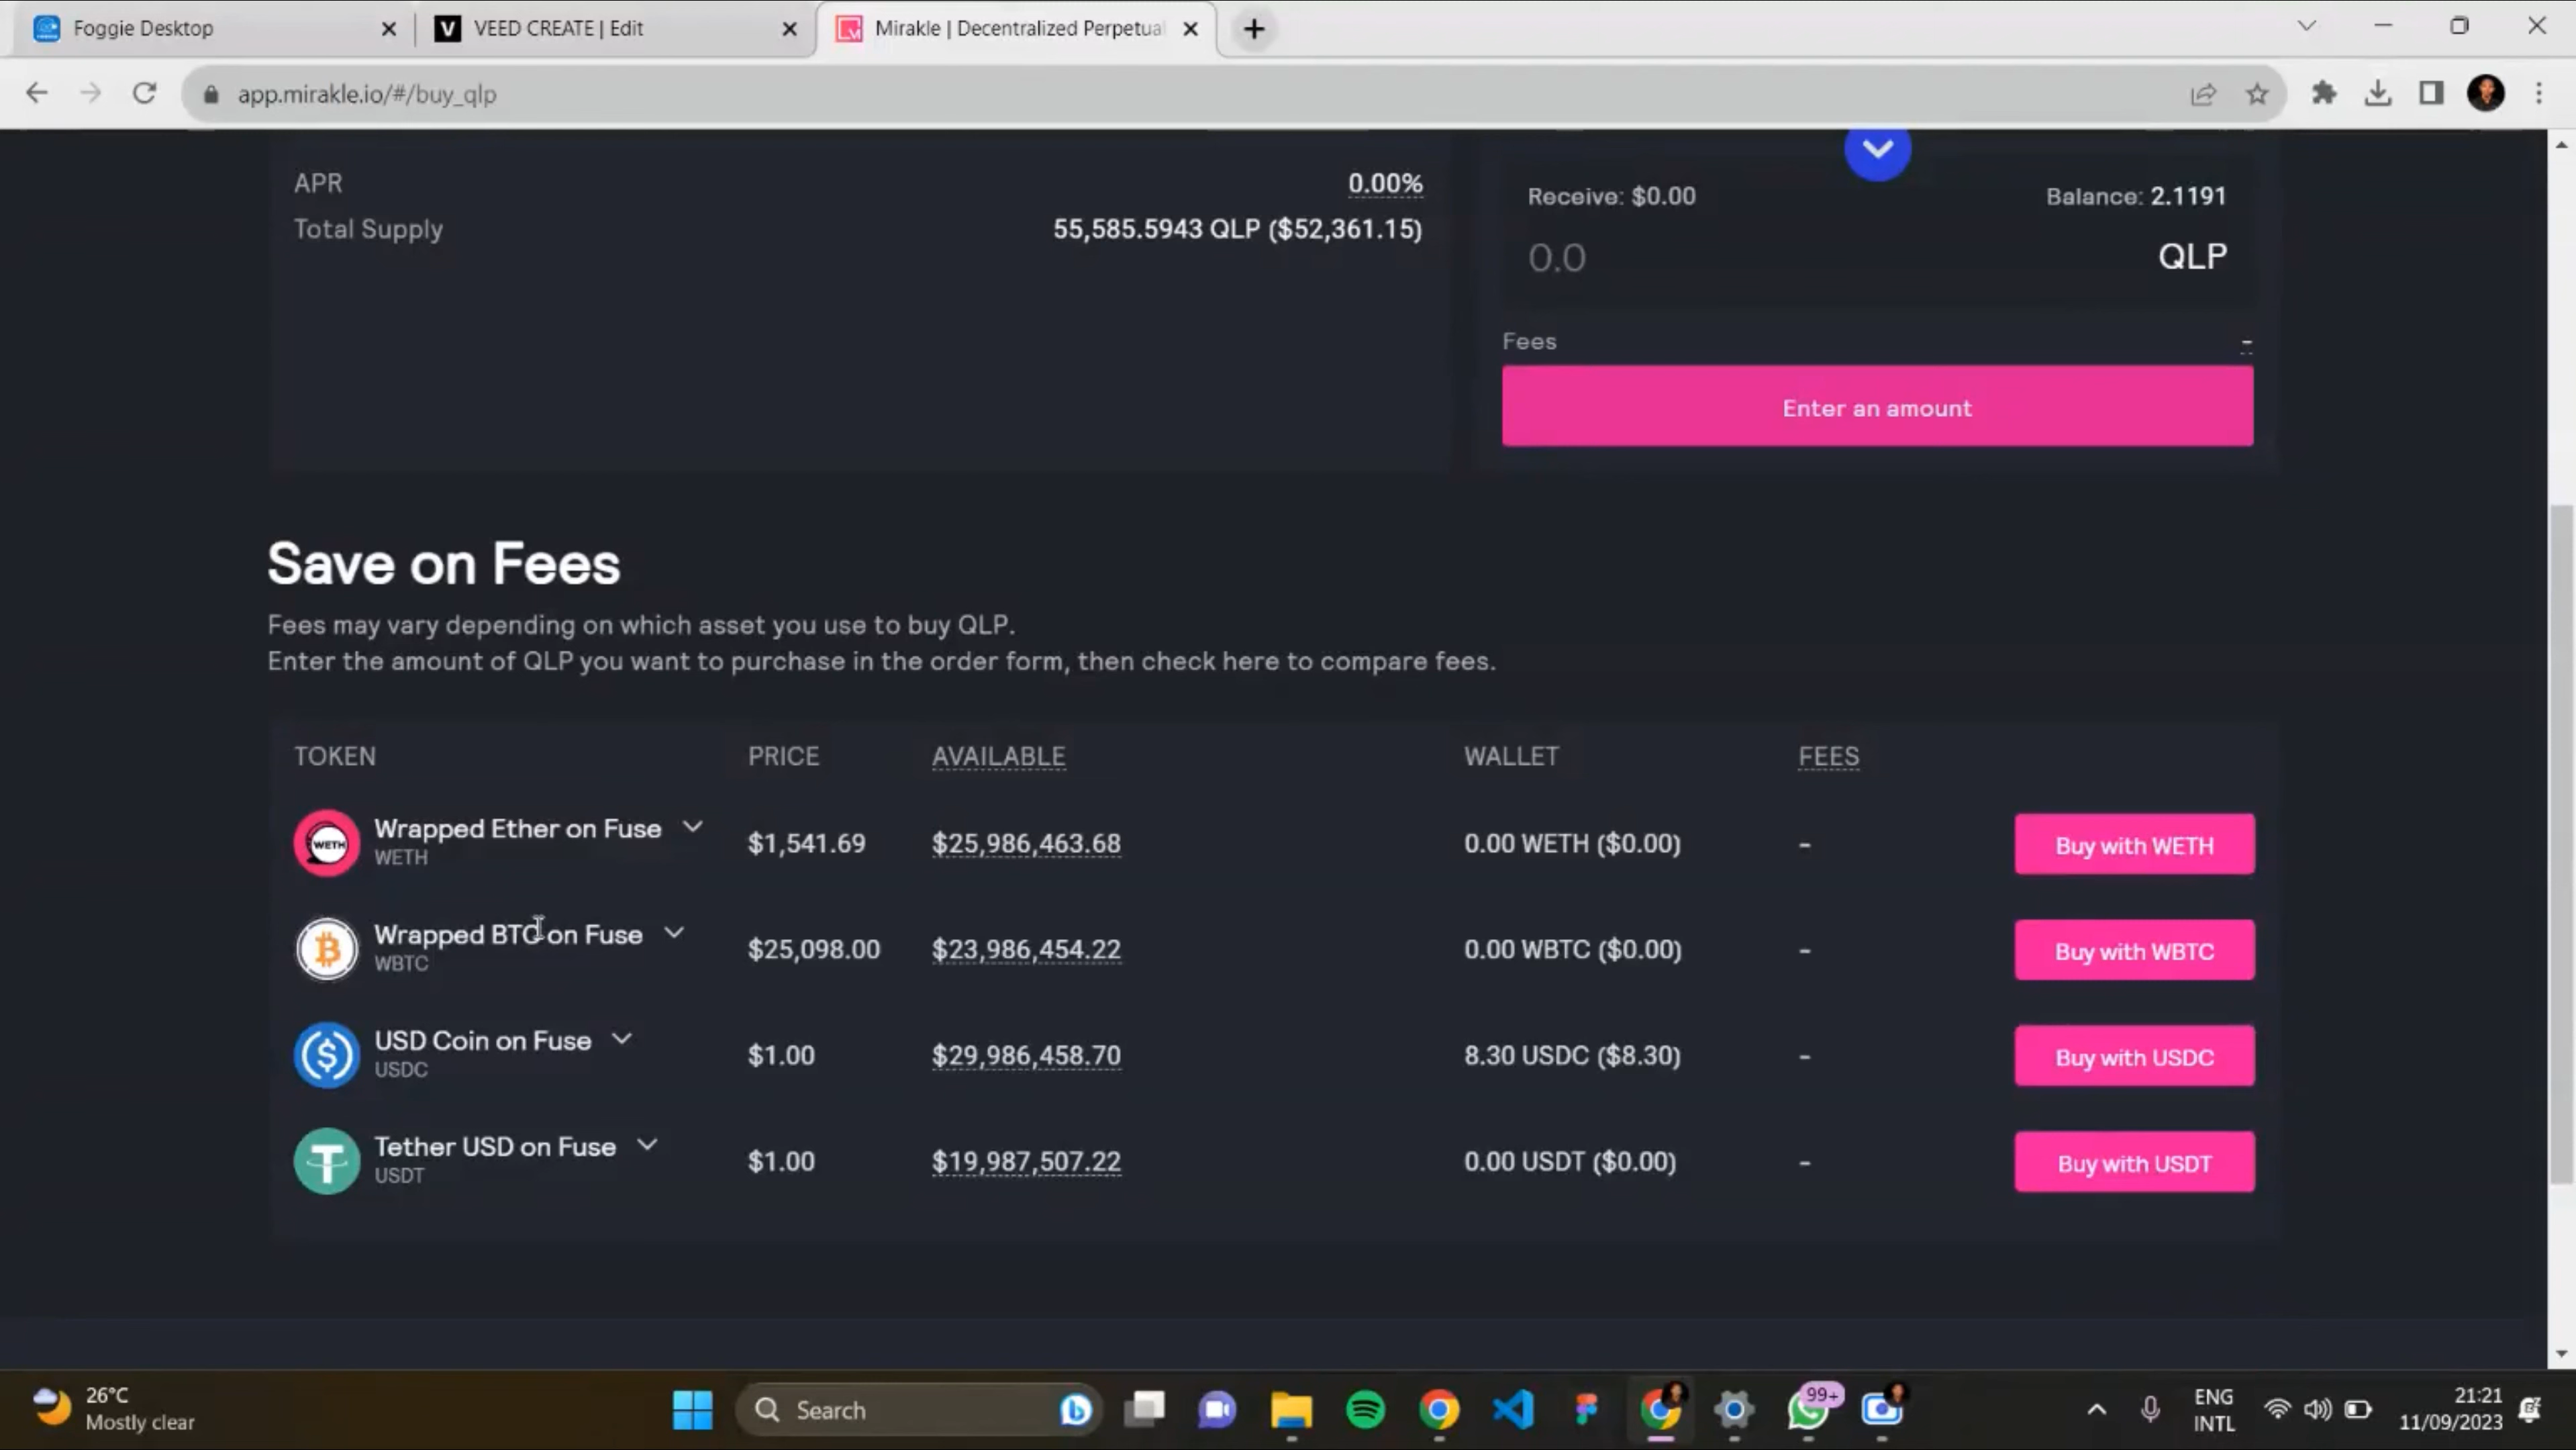 Foggie Desktop
VEED CREATE | Edit
Mirakle | Decentralized Perpetual
app.mirakle.io/#/buy_qlp
APR 0.00%
Total Supply 55,585.5943 QLP ($52,361.15)
Receive: $0.00 Balance: 2.1191
0.0 QLP
Fees -
Enter an amount
Save on Fees
Fees may vary depending on which asset you use to buy QLP.
Enter the amount of QLP you want to purchase in the order form, then check here to compare fees.
TOKEN PRICE AVAILABLE WALLET FEES
Wrapped Ether on Fuse
WETH
WETH
$1,541.69 $25,986,463.68 0.00 WETH ($0.00) - Buy with WETH
Wrapped BTC on Fuse
WBTC
$25,098.00 $23,986,454.22 0.00 WBTC ($0.00) - Buy with WBTC
USD Coin on Fuse
USDC
$1.00 $29,986,458.70 8.30 USDC ($8.30) - Buy with USDC
Tether USD on Fuse
USDT
$1.00 $19,987,507.22 0.00 USDT ($0.00) - Buy with USDT
26°C
Mostly clear
Search
99+
ENG
INTL
21:21
11/09/2023